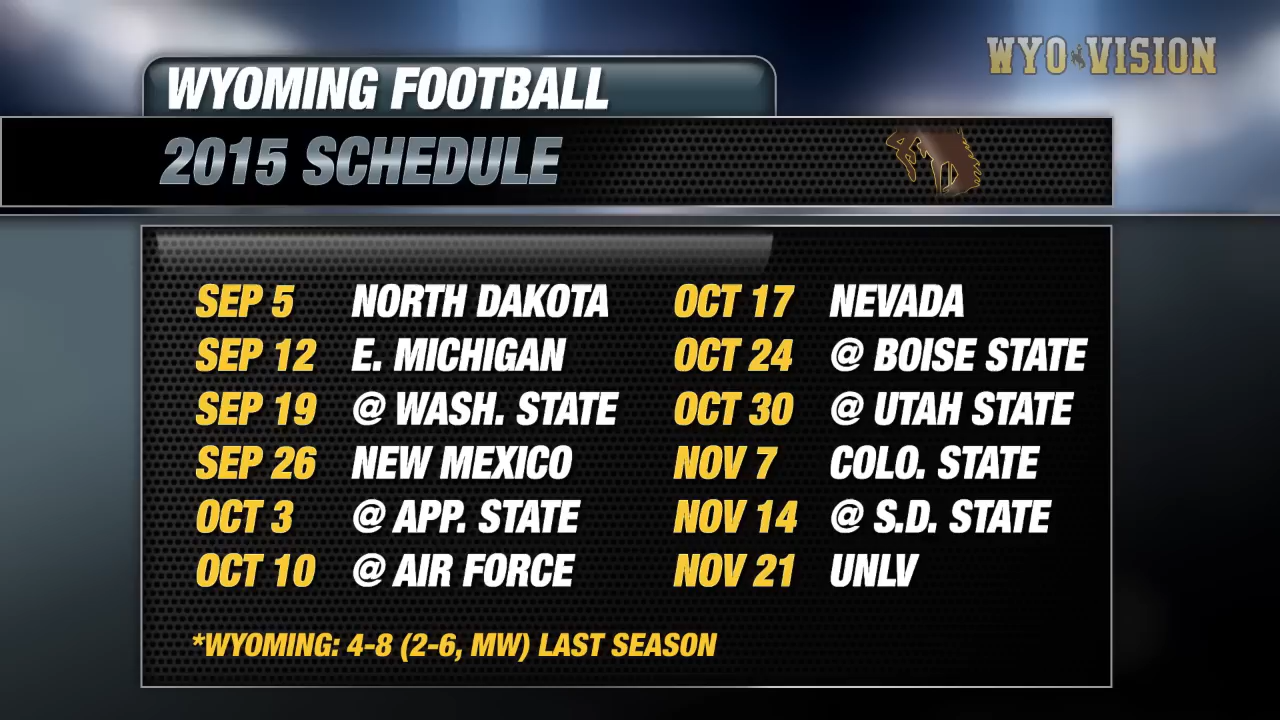 WYO VISION
WYOMING FOOTBALL
2015 SCHEDULE
SEP 5 NORTH DAKOTA
SEP 12 E. MICHIGAN
SEP 19 @ WASH. STATE
SEP 26 NEW MEXICO
OCT 3 @ APP. STATE
OCT 10 @ AIR FORCE
OCT 17 NEVADA
OCT 24 @ BOISE STATE
OCT 30 @ UTAH STATE
NOV 7 COLO. STATE
NOV 14 @ S.D. STATE
NOV 21 UNLV
*WYOMING: 4-8 (2-6, MW) LAST SEASON